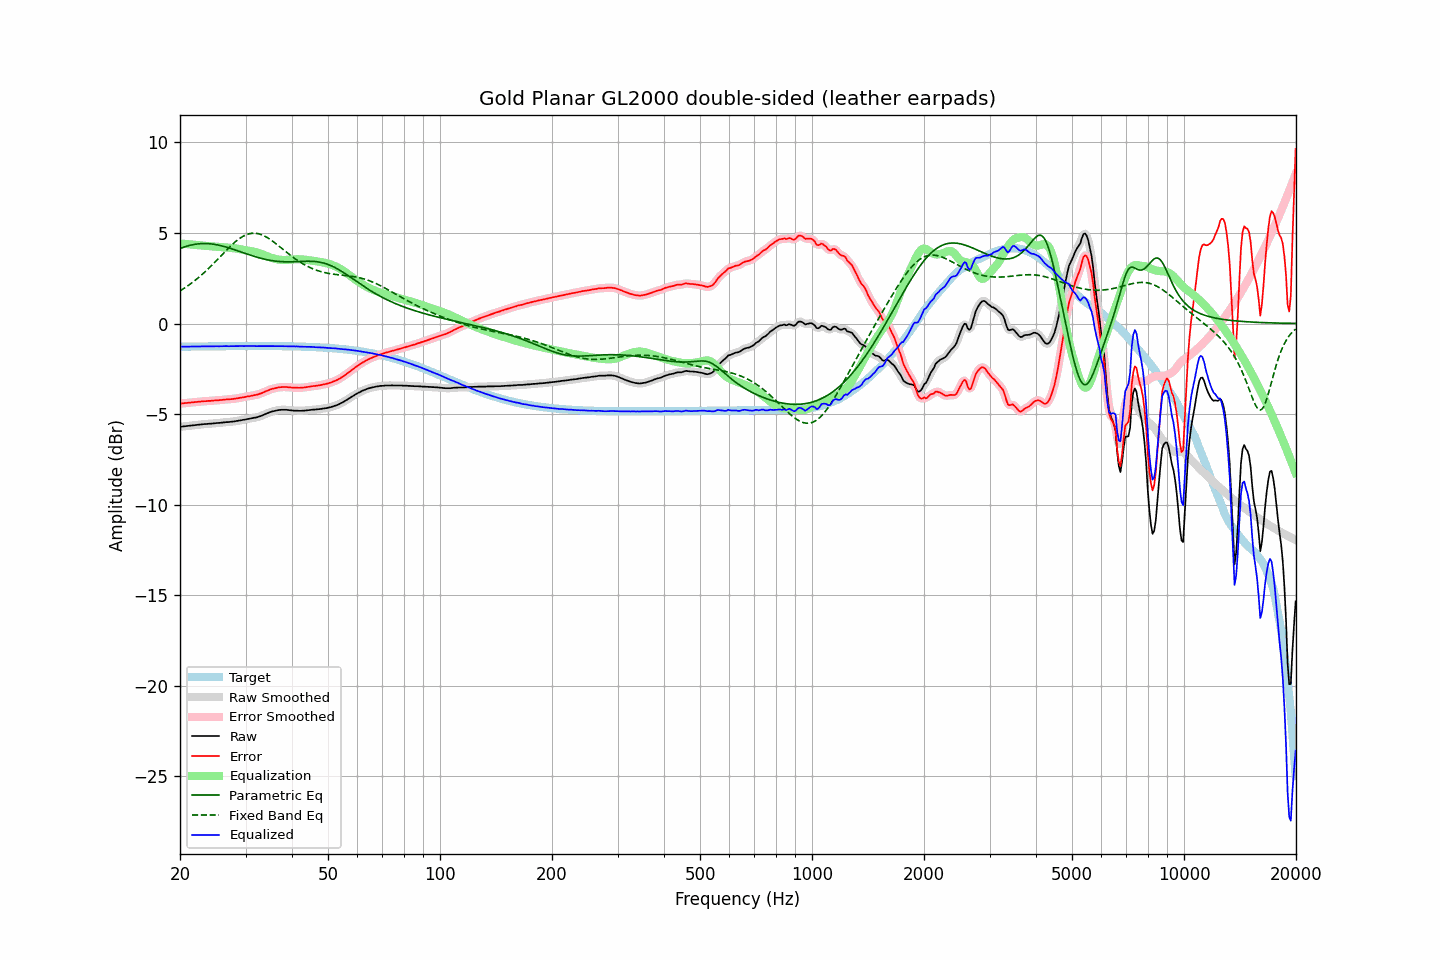 Gold Planar GL2000 double-sided (leather earpads)
Amplitude (dBr)
10
5
0
−5
−10
−15
−20
−25
Target
Raw Smoothed
Error Smoothed
Raw
Error
Equalization
Parametric Eq
Fixed Band Eq
Equalized
20 50 100 200 500 1000 2000 5000 10000 20000
Frequency (Hz)